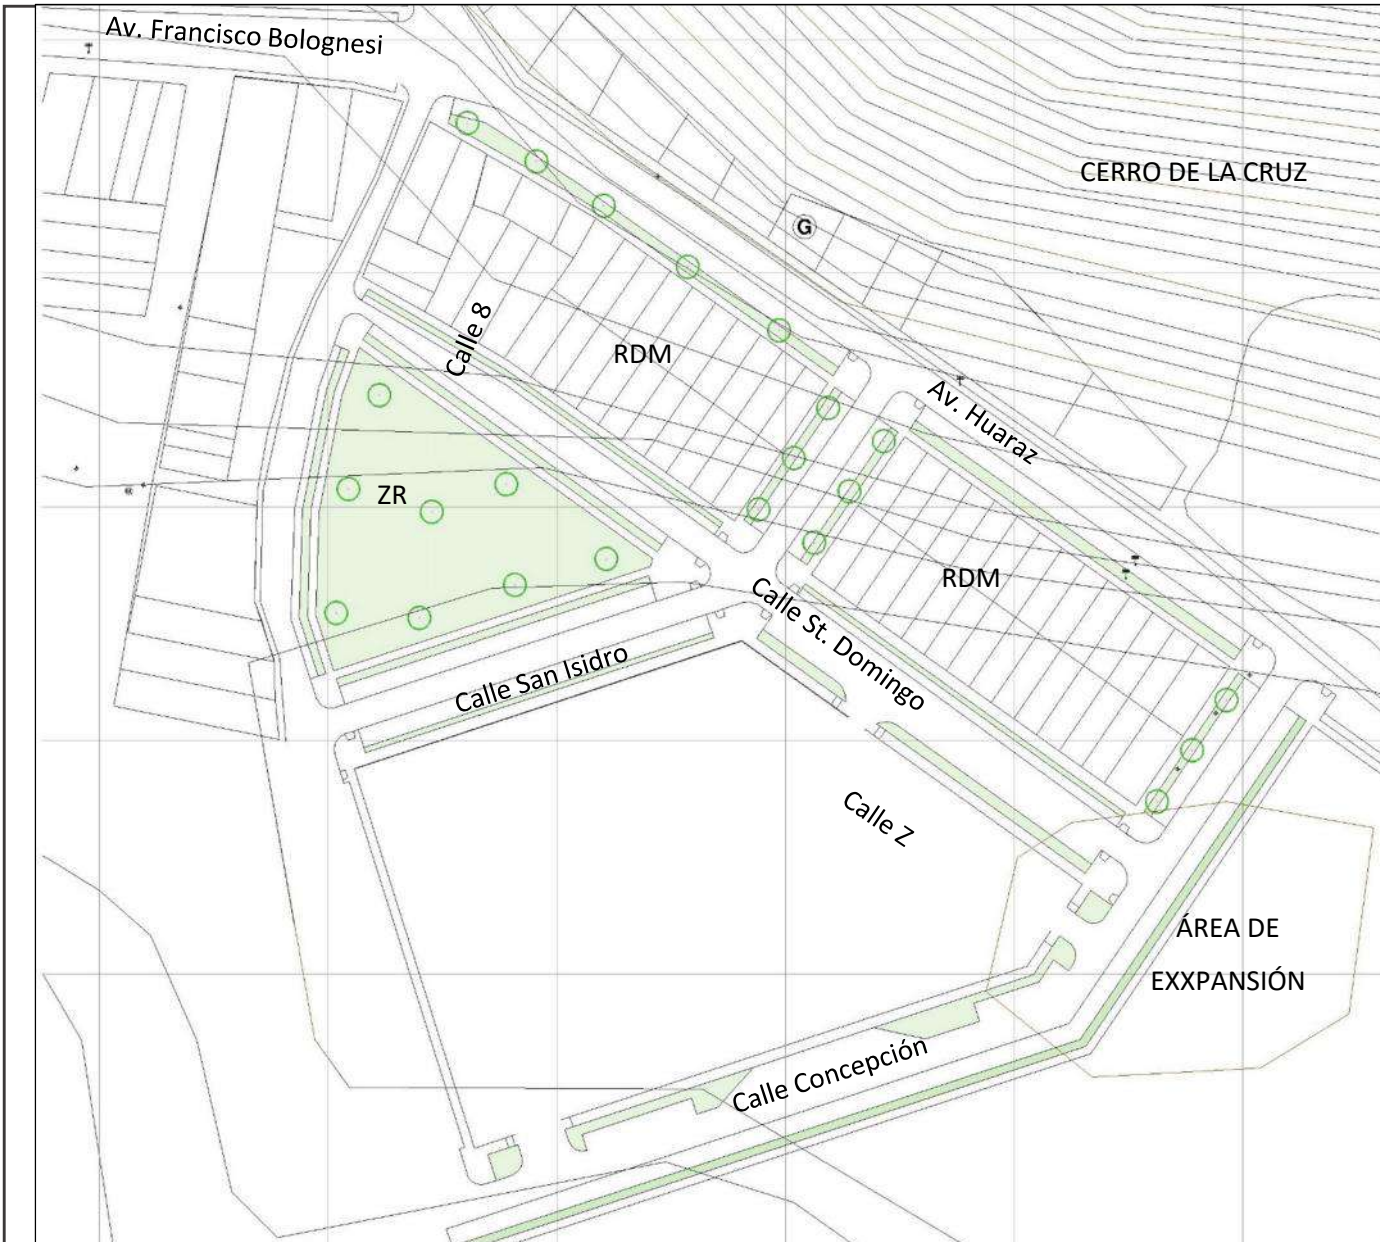 Av. Francisco Bolognesi
CERRO DE LA CRUZ
G
Calle 8
RDM
Av. Huaraz
ZR
RDM
Calle St. Domingo
Calle San Isidro
Calle Z
ÁREA DE
EXXPANSIÓN
Calle Concepción